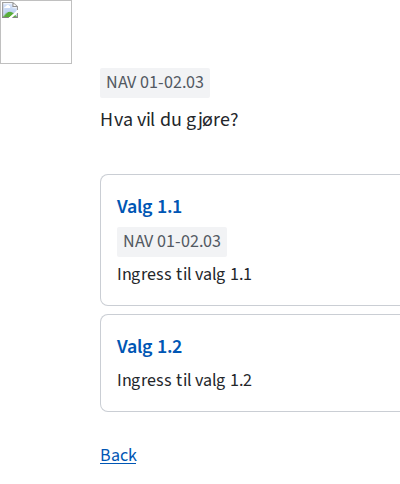 NAV 01-02.03
Hva vil du gjøre?
Valg 1.1
NAV 01-02.03
Ingress til valg 1.1
Valg 1.2
Ingress til valg 1.2
Back